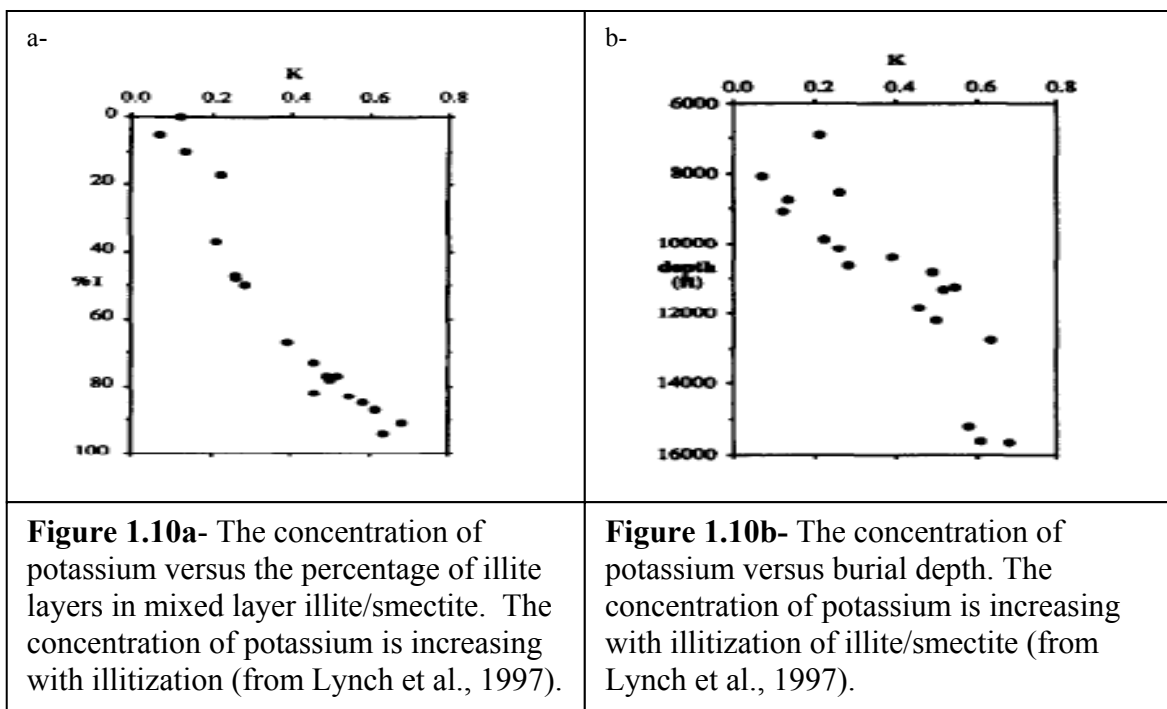 a-
K
0.0 0.2 0.4 0.6 0.8
0
20
40
%I
60
80
100
b-
K
0.0 0.2 0.4 0.6 0.8
6000
8000
10000
depth
(ft)
12000
14000
16000
Figure 1.10a- The concentration of
potassium versus the percentage of illite
layers in mixed layer illite/smectite. The
concentration of potassium is increasing
with illitization (from Lynch et al., 1997).
Figure 1.10b- The concentration of
potassium versus burial depth. The
concentration of potassium is increasing
with illitization of illite/smectite (from
Lynch et al., 1997).